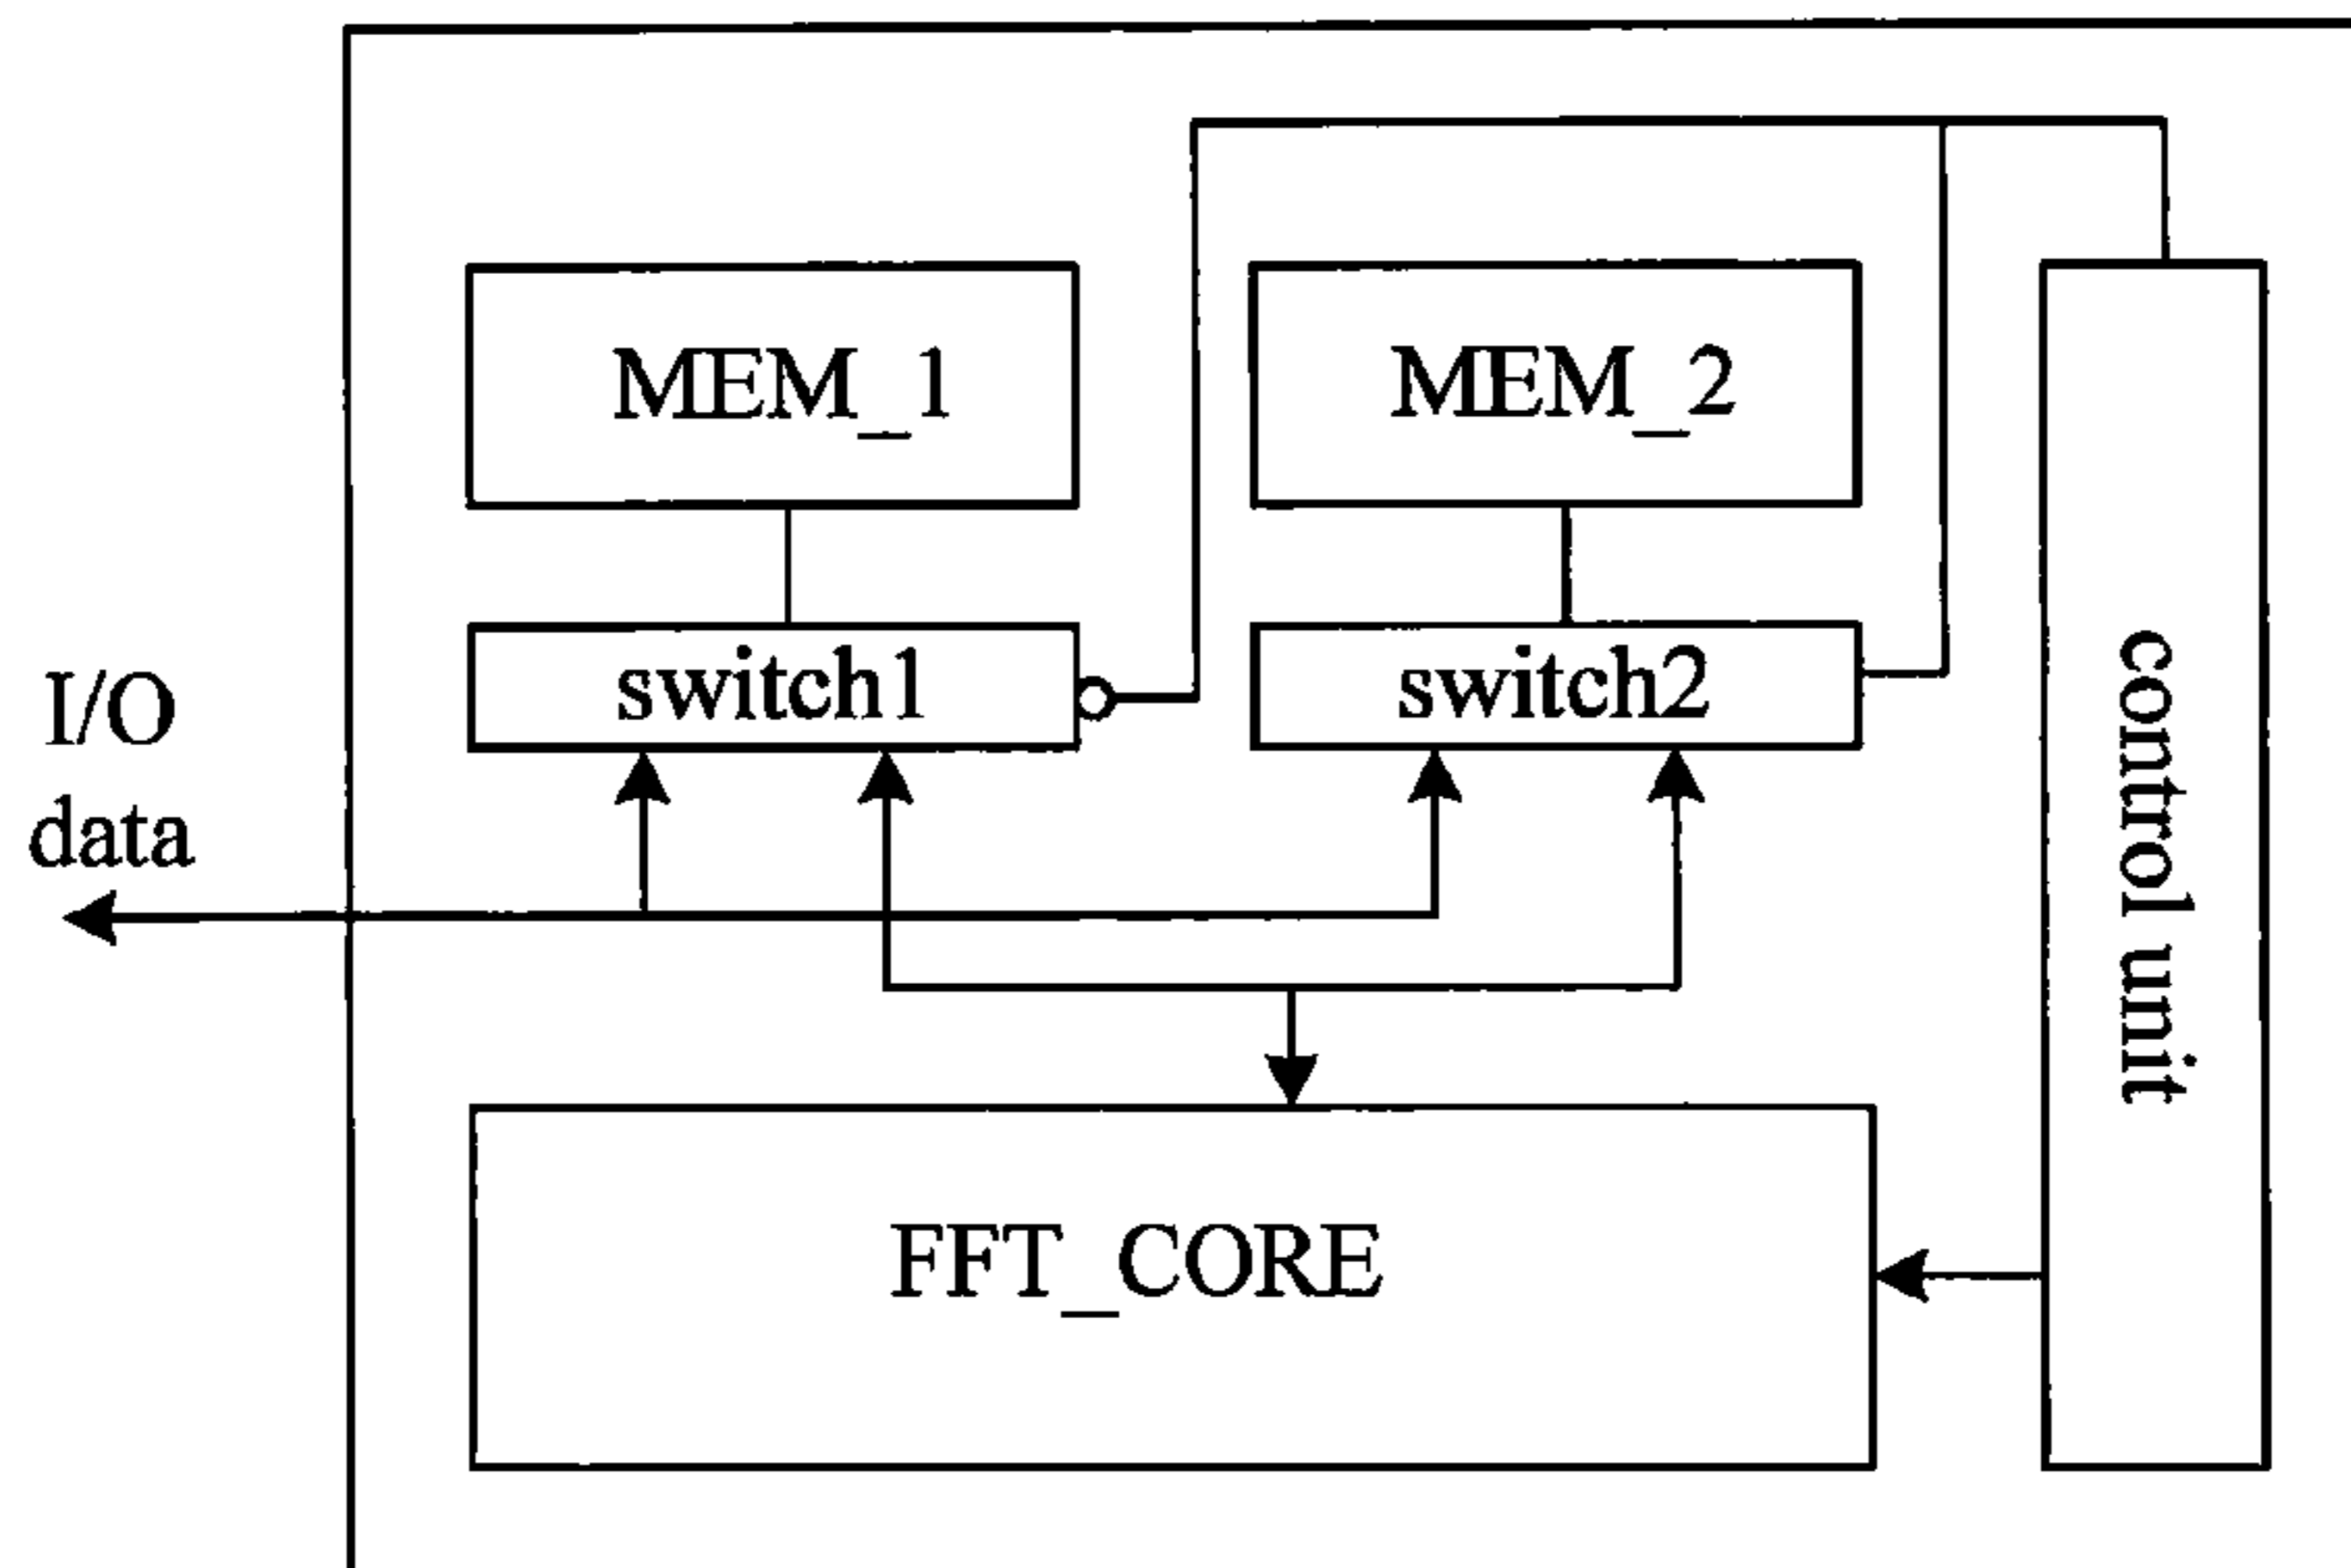 MEM_1
MEM_2
switch1
switch2
I/O
data
control unit
FFT_CORE